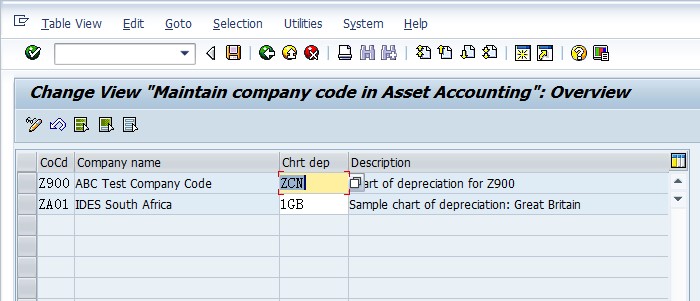 Table View Edit Goto Selection Utilities System Help
Change View "Maintain company code in Asset Accounting": Overview
CoCd Company name Chrt dep Description
Z900 ABC Test Company Code ZCN art of depreciation for Z900
ZA01 IDES South Africa 1GB Sample chart of depreciation: Great Britain